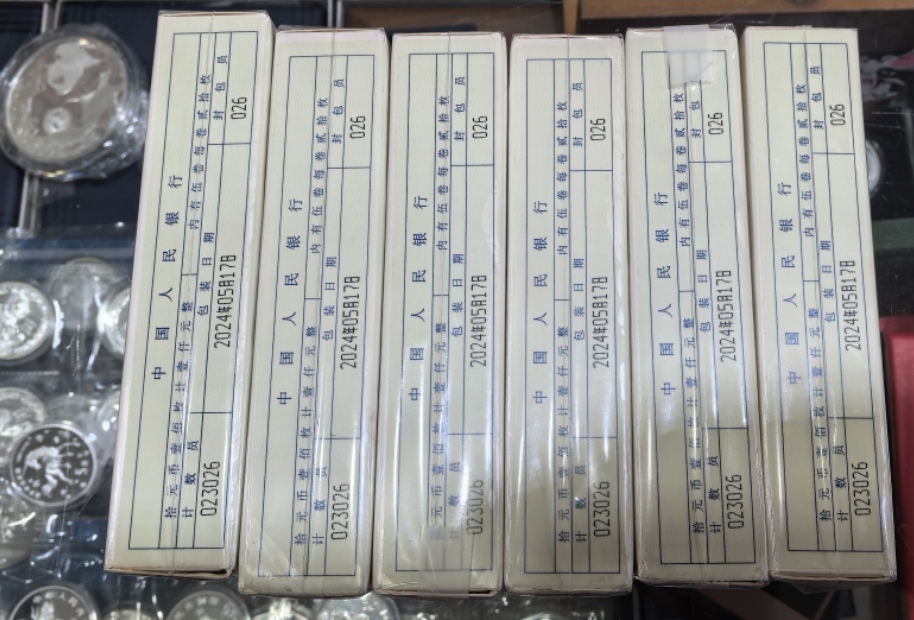 中国人民银行
拾元币壹佰枚计壹仟元整
内有伍卷每卷贰拾枚
计数员 包装日期 封包员
023026 2024年05月17日 026
中国人民银行
拾元币壹佰枚计壹仟元整
内有伍卷每卷贰拾枚
计数员 包装日期 封包员
023026 2024年05月17日 026
中国人民银行
拾元币壹佰枚计壹仟元整
内有伍卷每卷贰拾枚
计数员 包装日期 封包员
023026 2024年05月17日 026
中国人民银行
拾元币壹佰枚计壹仟元整
内有伍卷每卷贰拾枚
计数员 包装日期 封包员
023026 2024年05月17日 026
中国人民银行
拾元币壹佰枚计壹仟元整
内有伍卷每卷贰拾枚
计数员 包装日期 封包员
023026 2024年05月17日 026
中国人民银行
拾元币壹佰枚计壹仟元整
内有伍卷每卷贰拾枚
计数员 包装日期 封包员
023026 2024年05月17日 026